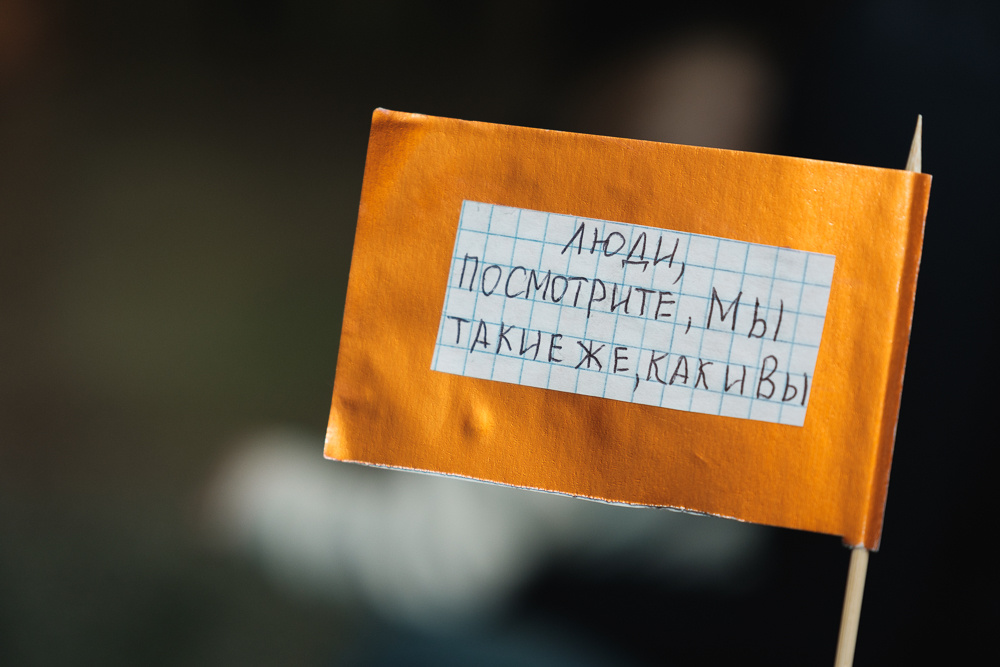 ЛЮДИ,
ПОСМОТРИТЕ, МЫ
ТАКИЕ ЖЕ, КАК И ВЫ